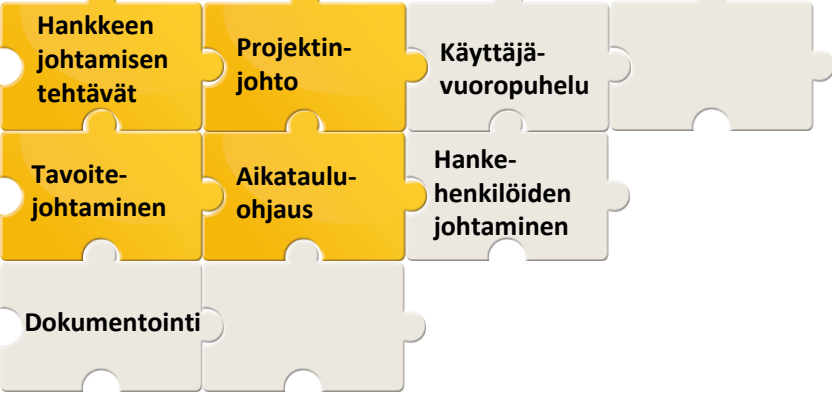 Hankkeen
johtamisen
tehtävät
Projektin-
johto
Käyttäjä-
vuoropuhelu
Tavoite-
johtaminen
Aikataulu-
ohjaus
Hanke-
henkilöiden
johtaminen
Dokumentointi